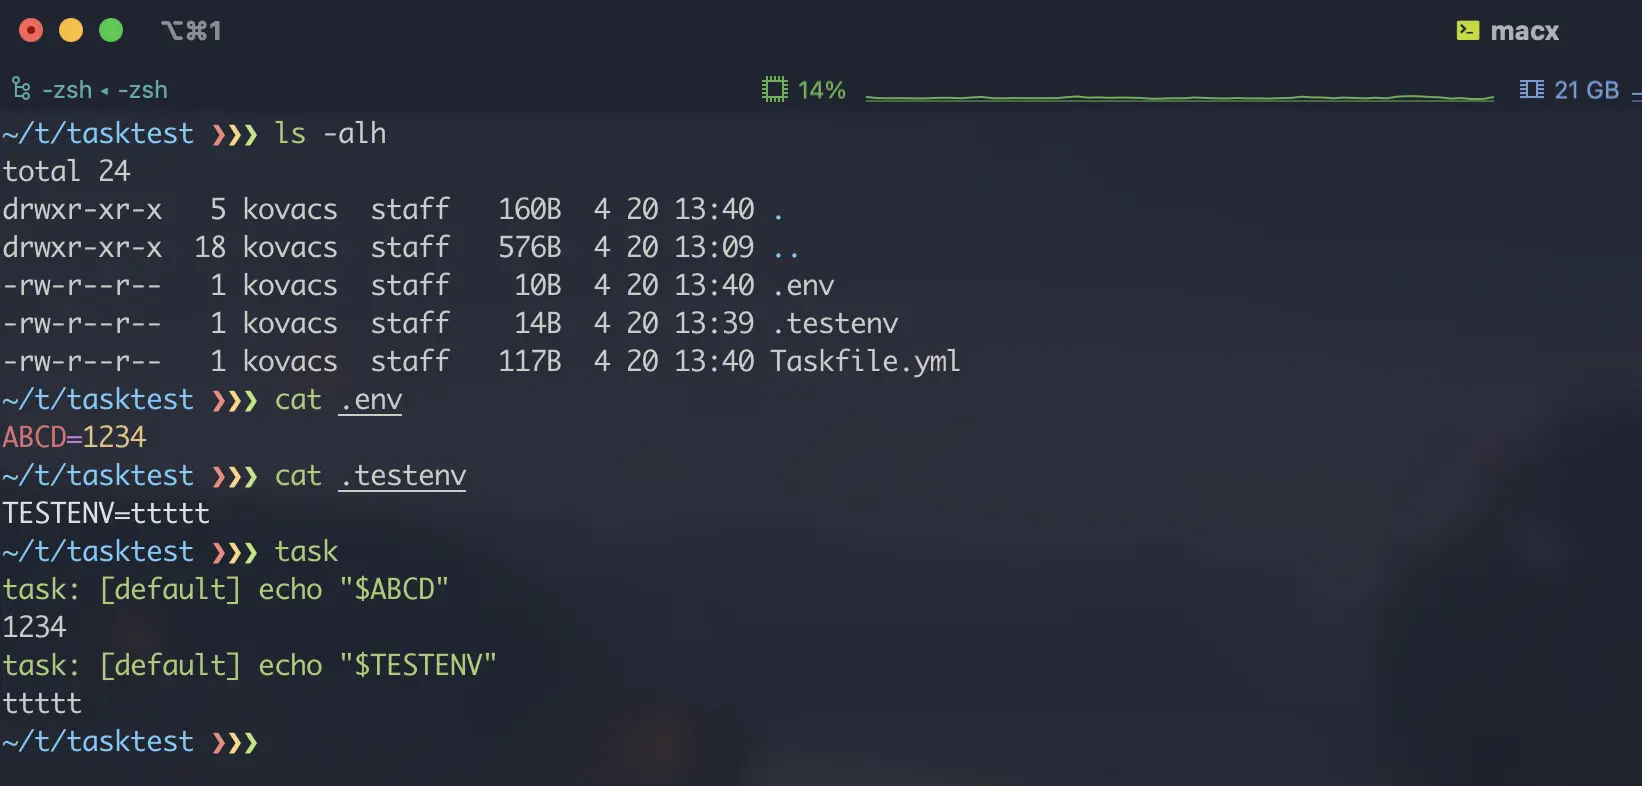 ⌥⌘1
macx
-zsh ◂ -zsh
14%
21 GB
~/t/tasktest ❯❯❯ ls -alh
total 24
drwxr-xr-x   5 kovacs  staff   160B  4 20 13:40 .
drwxr-xr-x  18 kovacs  staff   576B  4 20 13:09 ..
-rw-r--r--   1 kovacs  staff    10B  4 20 13:40 .env
-rw-r--r--   1 kovacs  staff    14B  4 20 13:39 .testenv
-rw-r--r--   1 kovacs  staff   117B  4 20 13:40 Taskfile.yml
~/t/tasktest ❯❯❯ cat .env
ABCD=1234
~/t/tasktest ❯❯❯ cat .testenv
TESTENV=ttttt
~/t/tasktest ❯❯❯ task
task: [default] echo "$ABCD"
1234
task: [default] echo "$TESTENV"
ttttt
~/t/tasktest ❯❯❯